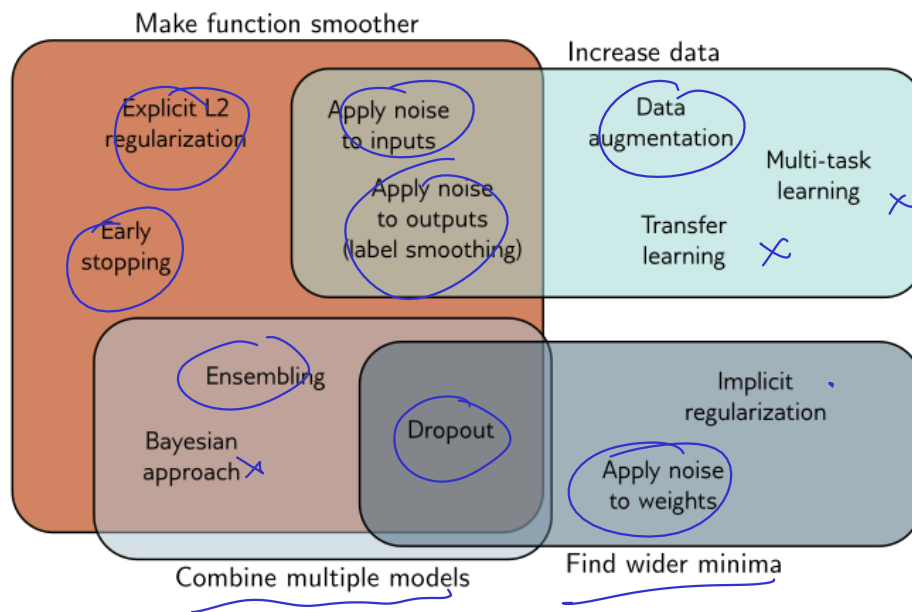 Make function smoother
Increase data
Explicit L2
regularization
Apply noise
to inputs
Data
augmentation
Multi-task
learning
Apply noise
to outputs
(label smoothing)
Early
stopping
Transfer
learning
Ensembling
Implicit
regularization
Dropout
Bayesian
approach
Apply noise
to weights
Combine multiple models
Find wider minima